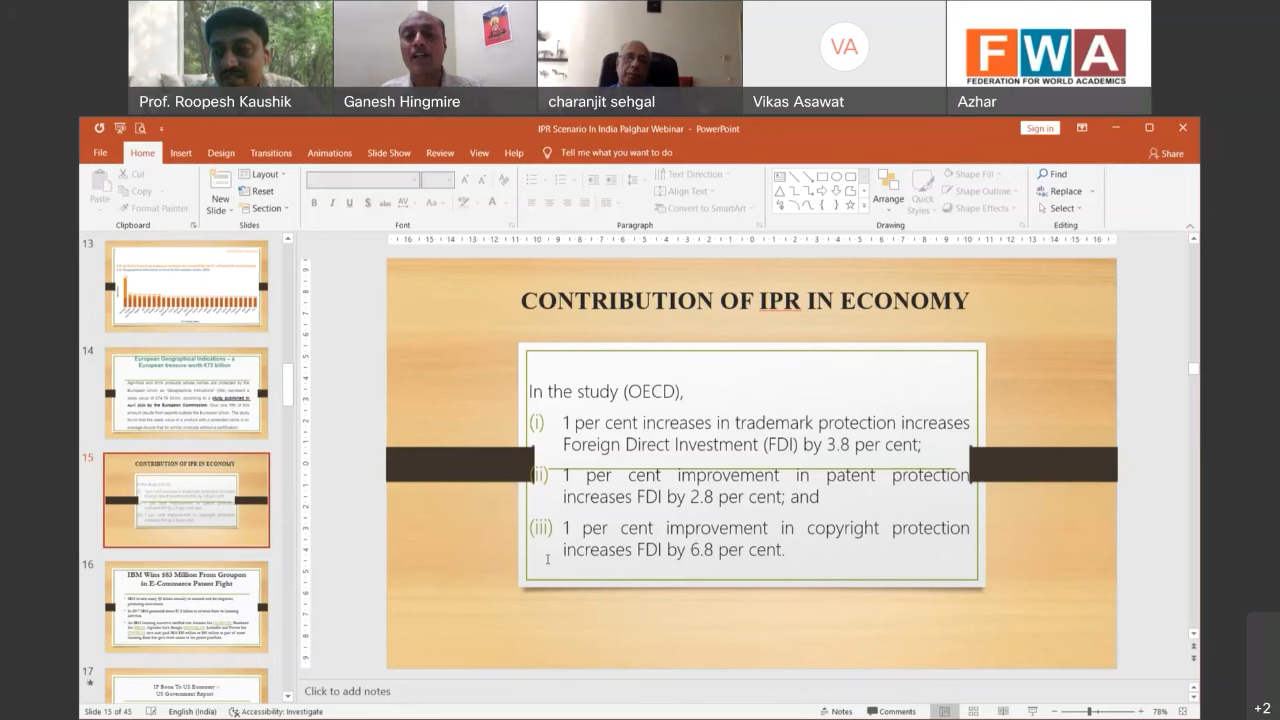 VA
FWA
FEDERATION FOR WORLD ACADEMICS
Prof. Roopesh Kaushik
Ganesh Hingmire
charanjit sehgal
Vikas Asawat
Azhar
IPR Scenario In India Palghar Webinar - PowerPoint
Sign in
File Home Insert Design Transitions Animations Slide Show Review View Help Tell me what you want to do
Share
Paste
Cut
Copy
Format Painter
Clipboard
New Slide
Layout
Reset
Section
Slides
Font
Text Direction
Align Text
Convert to SmartArt
Paragraph
Arrange
Quick Styles
Shape Fill
Shape Outline
Shape Effects
Drawing
Find
Replace
Select
Editing
13
14
European Geographical Indications – a
European treasure worth €75 billion
15
CONTRIBUTION OF IPR IN ECONOMY
16
IBM Wins $83 Million From Groupon
in E-Commerce Patent Fight
17
IP Boon To US Economy :-
US Government Report
CONTRIBUTION OF IPR IN ECONOMY
In the study (OECD),
(i) 1 per cent increases in trademark protection increases
Foreign Direct Investment (FDI) by 3.8 per cent;
(ii) 1 per cent improvement in patent protection
increases FDI by 2.8 per cent; and
(iii) 1 per cent improvement in copyright protection
increases FDI by 6.8 per cent.
Click to add notes
Slide 15 of 45 English (India) Accessibility: Investigate Notes Comments 78%
+2